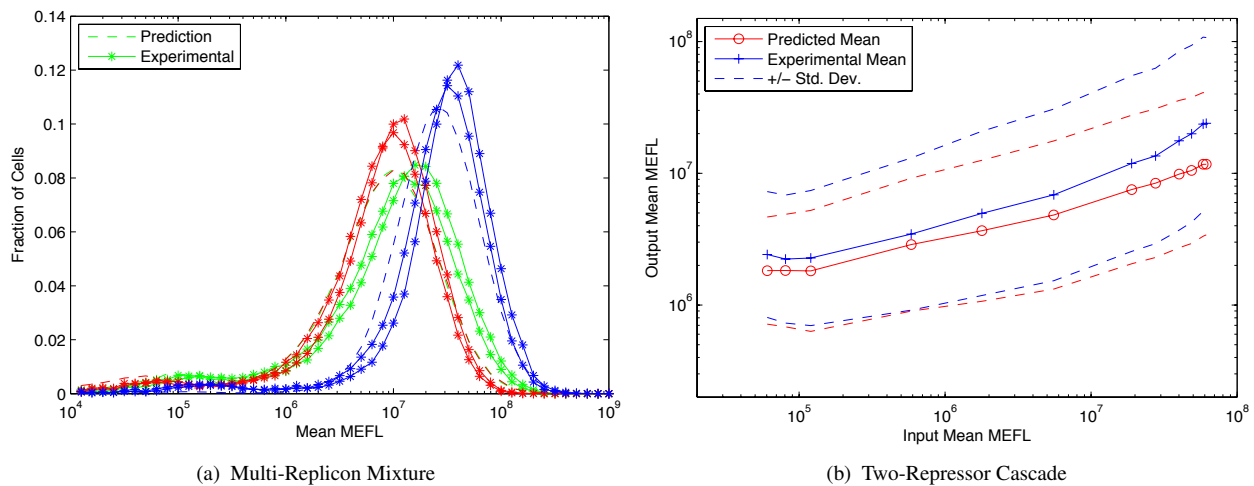 0.14
0.12
0.1
0.08
0.06
0.04
0.02
0
Fraction of Cells
Prediction
Experimental
10^4
10^5
10^6
10^7
10^8
10^9
Mean MEFL
(a) Multi-Replicon Mixture
10^8
10^7
10^6
Output Mean MEFL
Predicted Mean
Experimental Mean
+/− Std. Dev.
10^5
10^6
10^7
10^8
Input Mean MEFL
(b) Two-Repressor Cascade